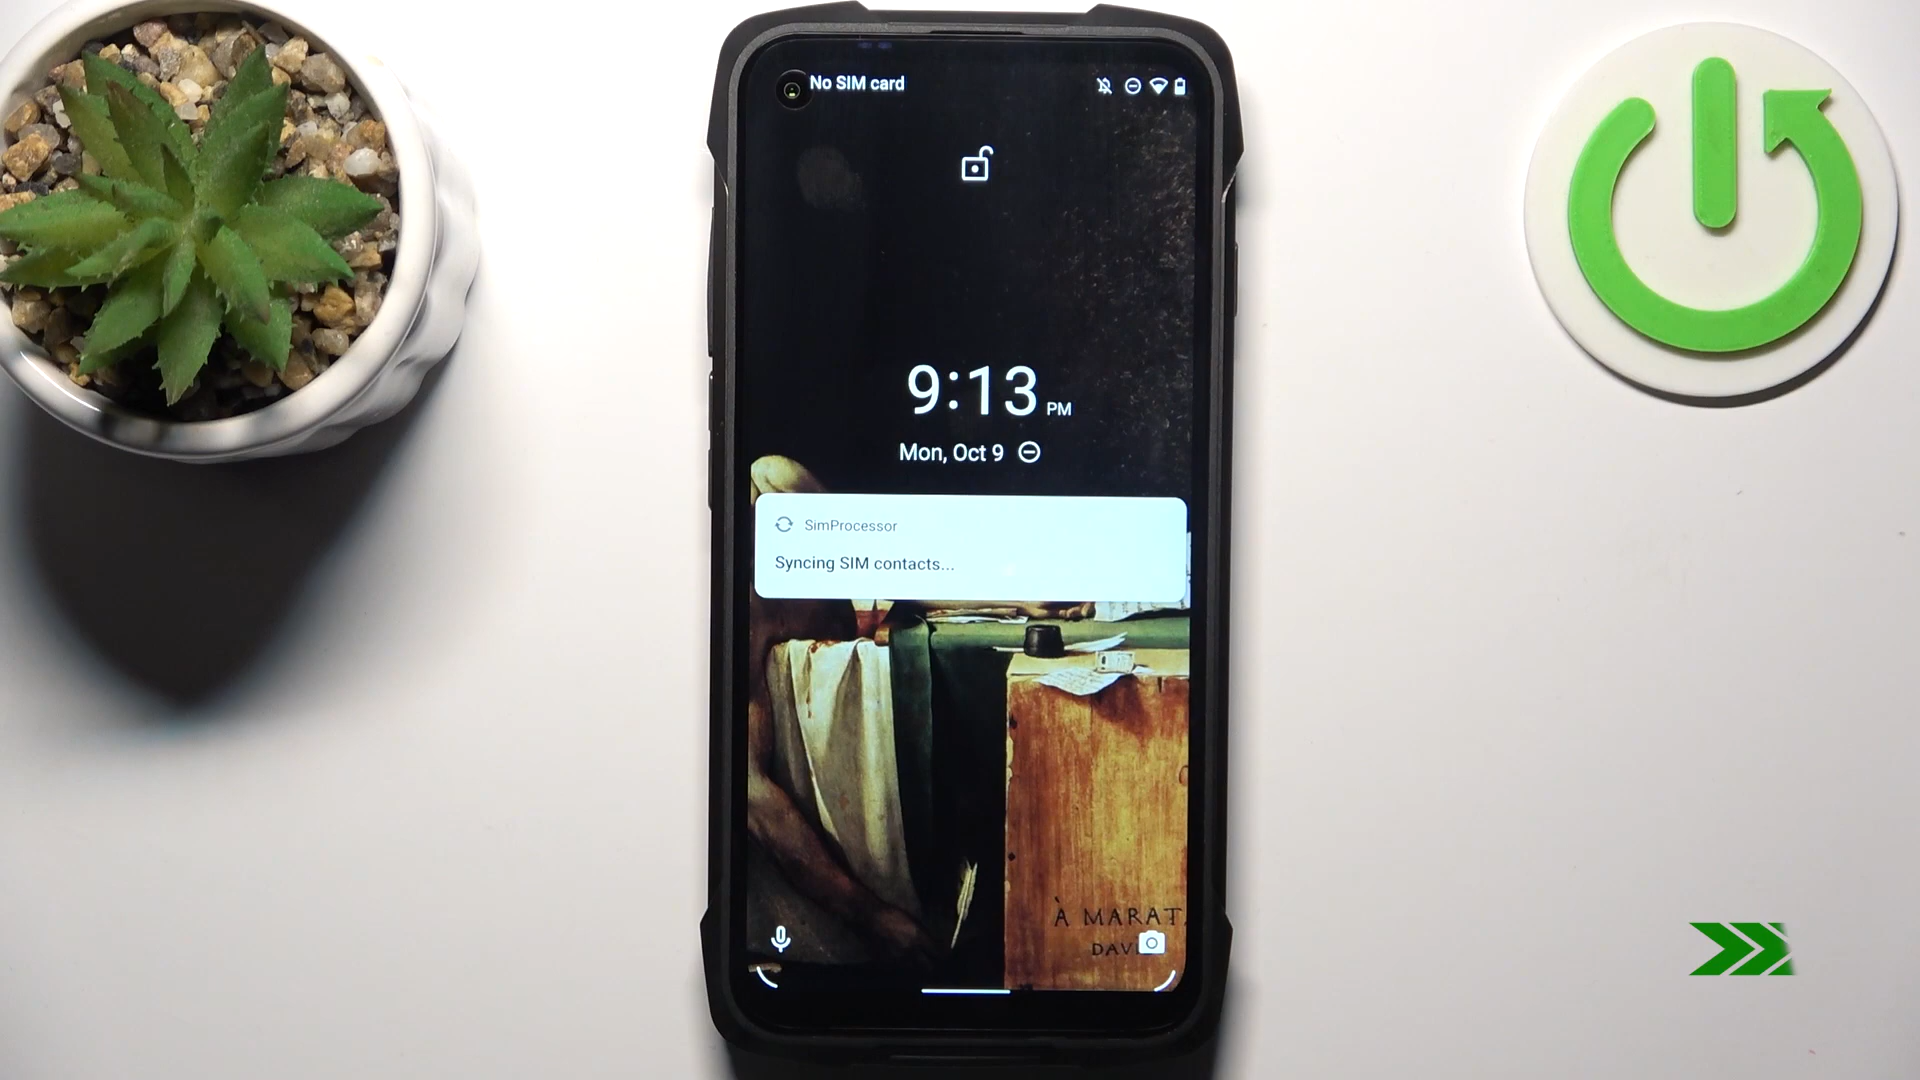 No SIM card
9:13 PM
Mon, Oct 9
SimProcessor
Syncing SIM contacts...
À MARAT